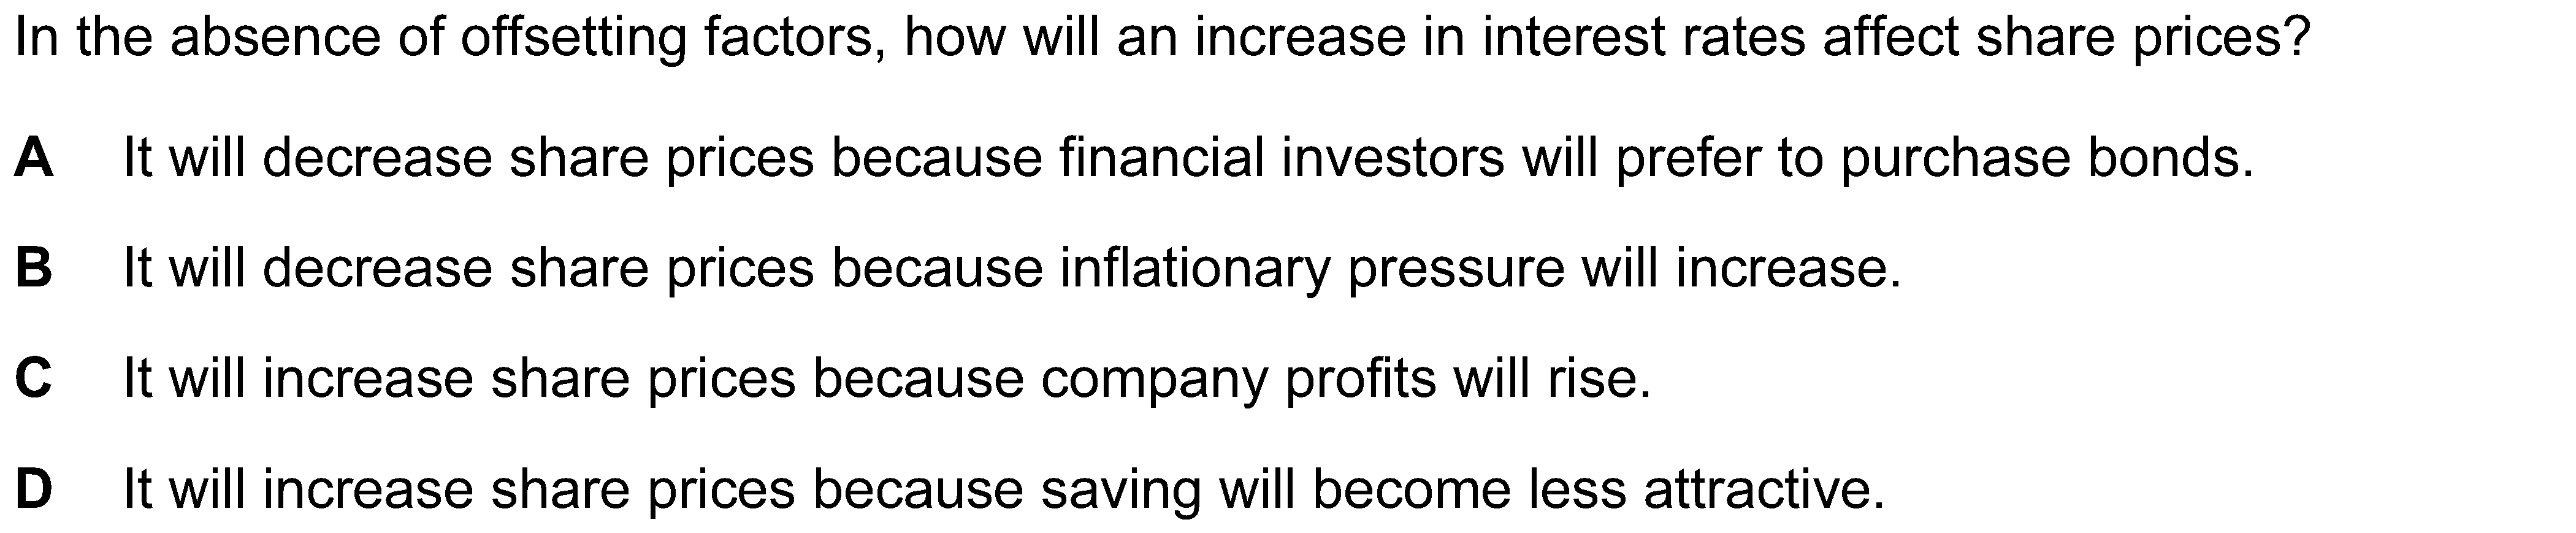 In the absence of offsetting factors, how will an increase in interest rates affect share prices?
A It will decrease share prices because financial investors will prefer to purchase bonds.
B It will decrease share prices because inflationary pressure will increase.
C It will increase share prices because company profits will rise.
D It will increase share prices because saving will become less attractive.